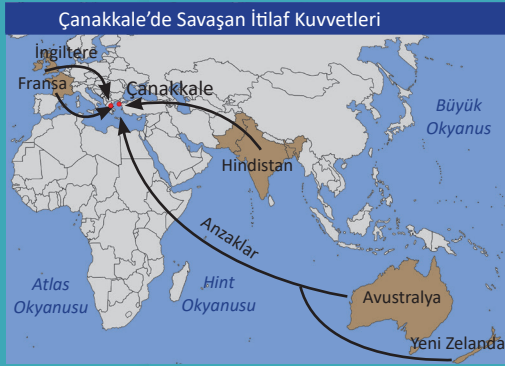 Çanakkale’de Savaşan İtilaf Kuvvetleri
İngiltere
Fransa
Çanakkale
Büyük
Okyanus
Hindistan
Anzaklar
Atlas
Okyanusu
Hint
Okyanusu
Avustralya
Yeni Zelanda